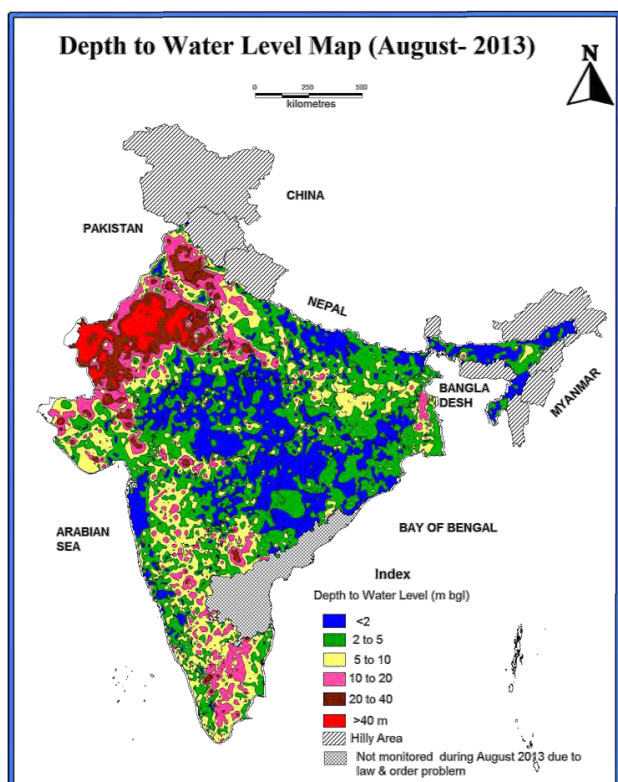 Depth to Water Level Map (August- 2013)
N
0 250 500
kilometres
CHINA
PAKISTAN
NEPAL
BANGLA
DESH
MYANMAR
ARABIAN
SEA
BAY OF BENGAL
Index
Depth to Water Level (m bgl)
<2
2 to 5
5 to 10
10 to 20
20 to 40
>40 m
Hilly Area
Not monitored during August 2013 due to
law & order problem